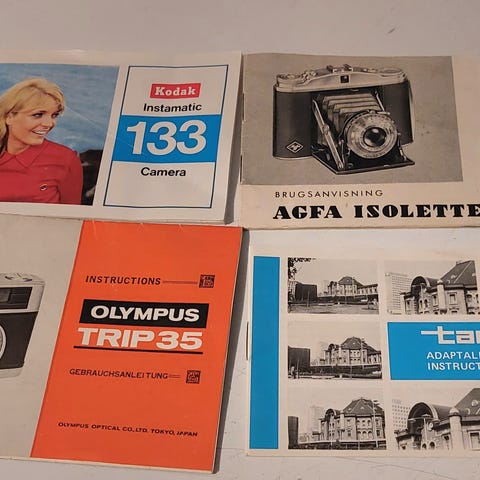 Kodak
Instamatic
133
Camera
BRUGSANVISNING
AGFA ISOLETTE
INSTRUCTIONS
OLYMPUS
TRIP 35
GEBRAUCHSANLEITUNG
OLYMPUS OPTICAL CO., LTD. TOKYO, JAPAN
ta
ADAPTAL
INSTRUCT